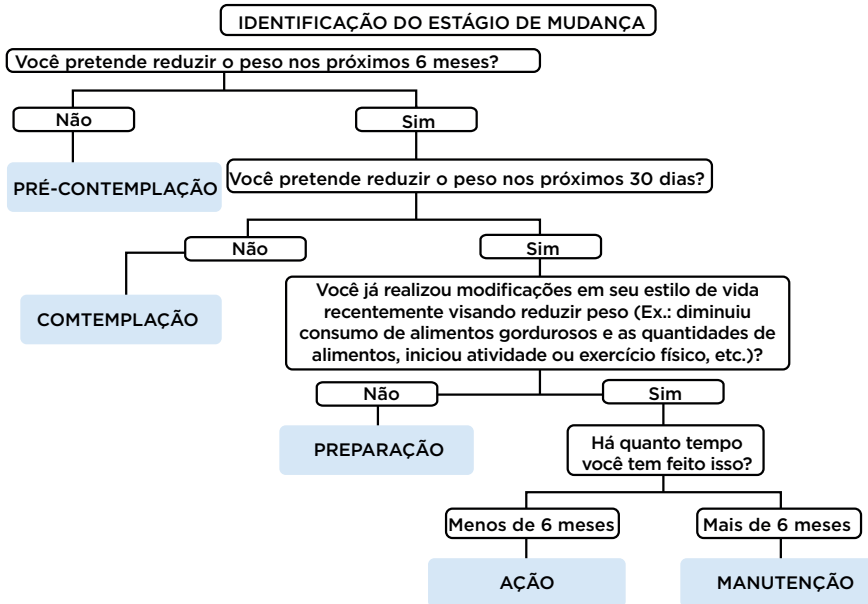 IDENTIFICAÇÃO DO ESTÁGIO DE MUDANÇA
Você pretende reduzir o peso nos próximos 6 meses?
Não
Sim
PRÉ-CONTEMPLAÇÃO
Você pretende reduzir o peso nos próximos 30 dias?
Não
Sim
COMTEMPLAÇÃO
Você já realizou modificações em seu estilo de vida
recentemente visando reduzir peso (Ex.: diminuiu
consumo de alimentos gordurosos e as quantidades de
alimentos, iniciou atividade ou exercício físico, etc.)?
Não
Sim
PREPARAÇÃO
Há quanto tempo
você tem feito isso?
Menos de 6 meses
Mais de 6 meses
AÇÃO
MANUTENÇÃO